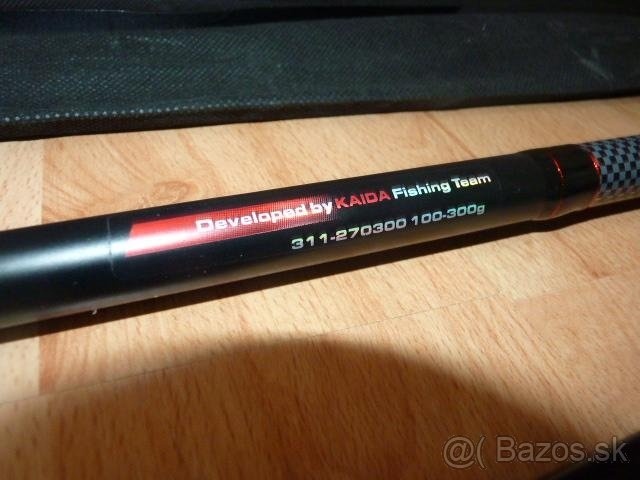 Developed by KAIDA Fishing Team
311-270300 100-300g
@( Bazos.sk